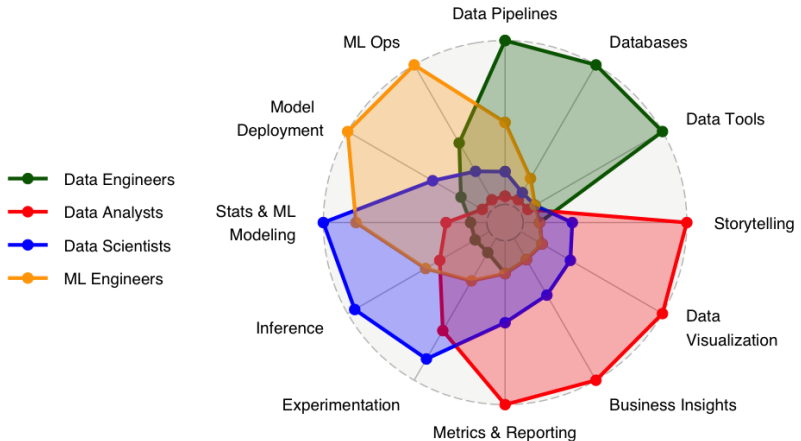 Data Pipelines
ML Ops
Databases
Model
Deployment
Data Tools
Data Engineers
Data Analysts
Data Scientists
ML Engineers
Stats & ML
Modeling
Storytelling
Inference
Data
Visualization
Experimentation
Business Insights
Metrics & Reporting